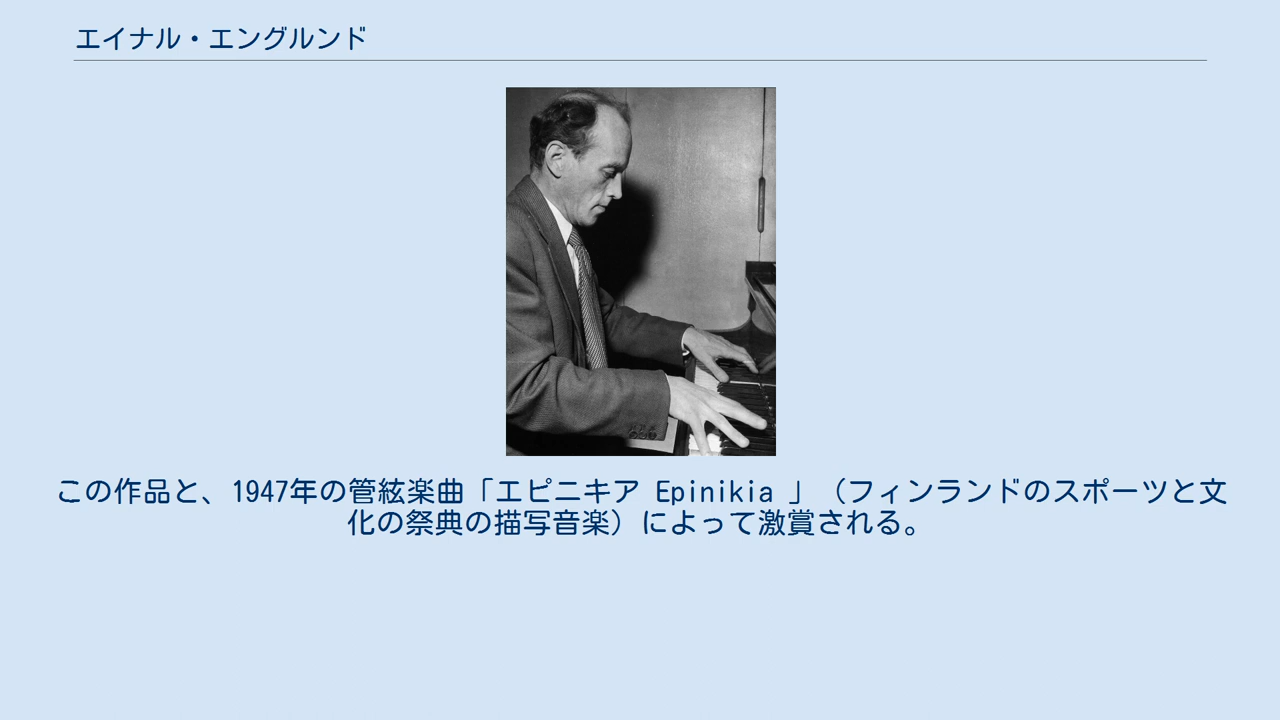 エイナル・エングルンド
この作品と、1947年の管絃楽曲「エピニキア Epinikia 」（フィンランドのスポーツと文
化の祭典の描写音楽）によって激賞される。